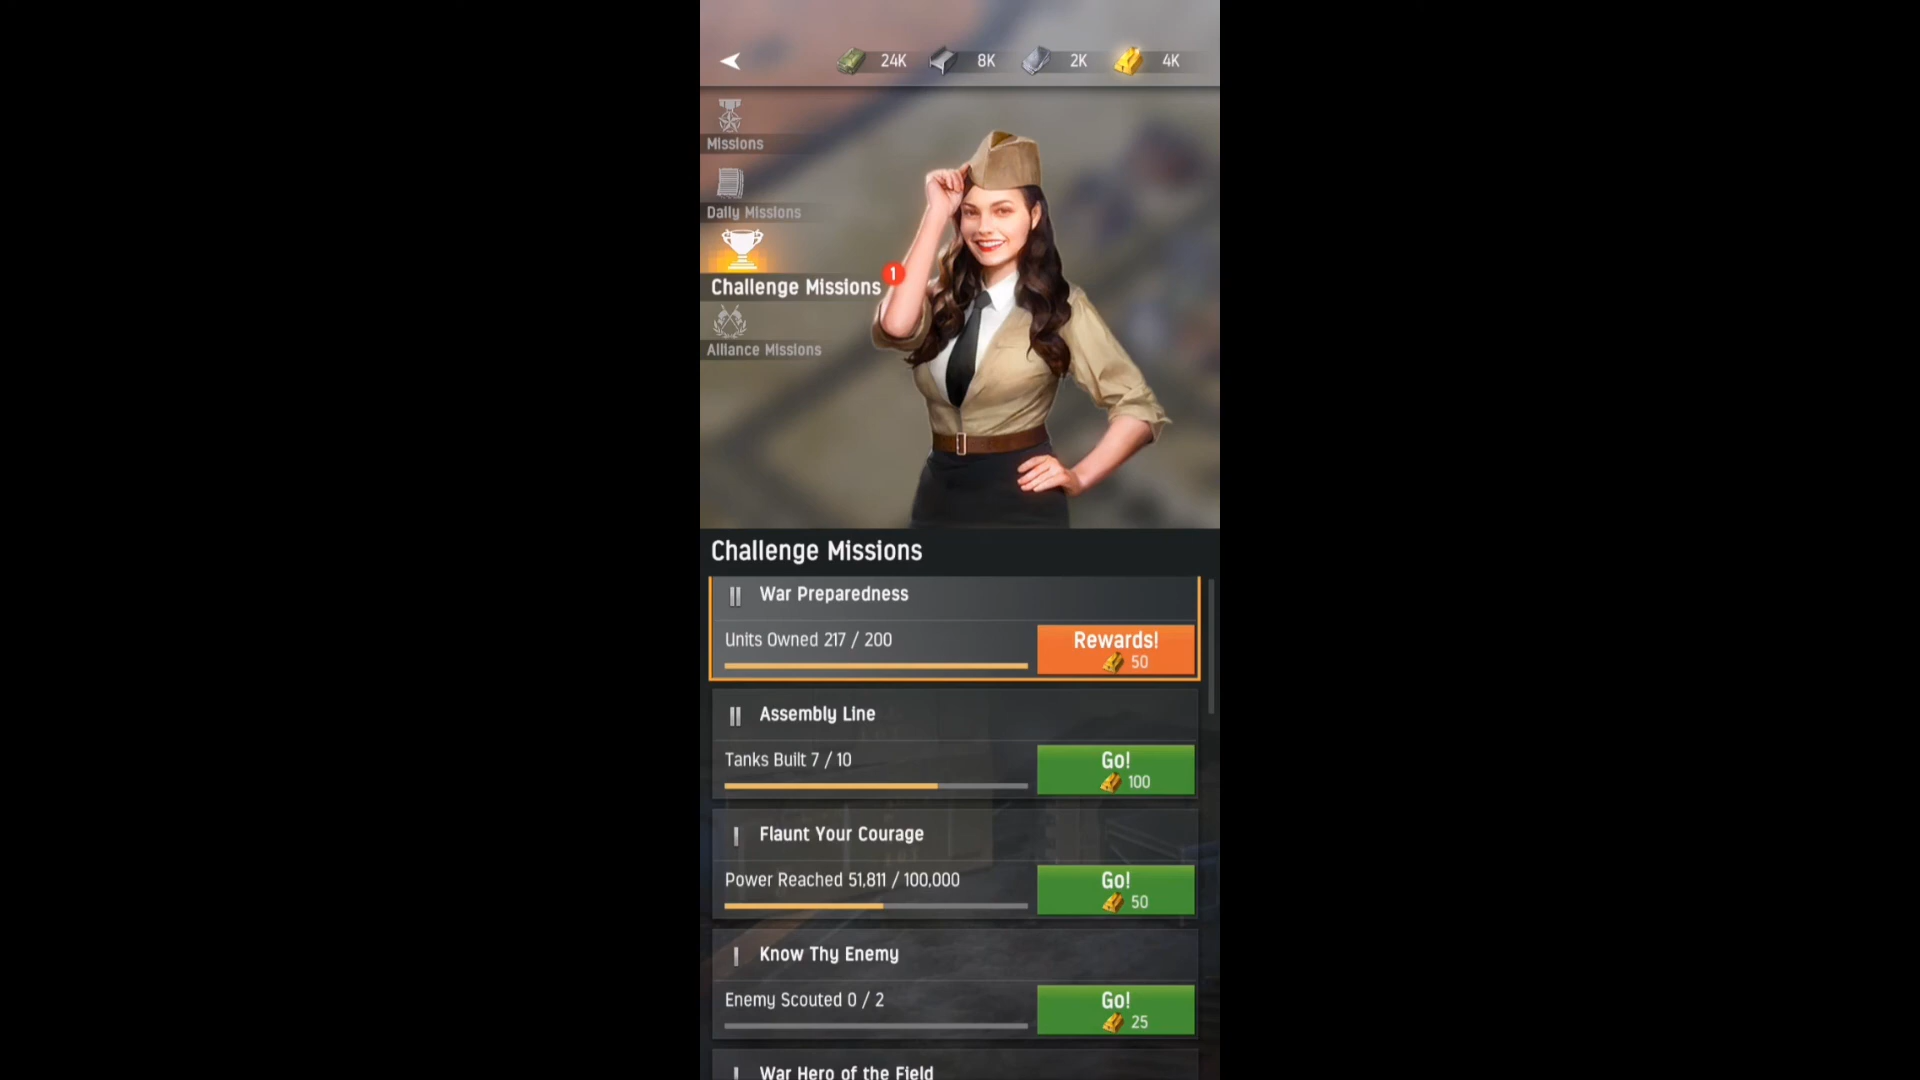 24K 8K 2K 4K
Missions
Daily Missions
1
Challenge Missions
Alliance Missions
Challenge Missions
II War Preparedness
Units Owned 217 / 200
Rewards!
50
II Assembly Line
Tanks Built 7 / 10
Go!
100
I Flaunt Your Courage
Power Reached 51,811 / 100,000
Go!
50
I Know Thy Enemy
Enemy Scouted 0 / 2
Go!
25
I War Hero of the Field